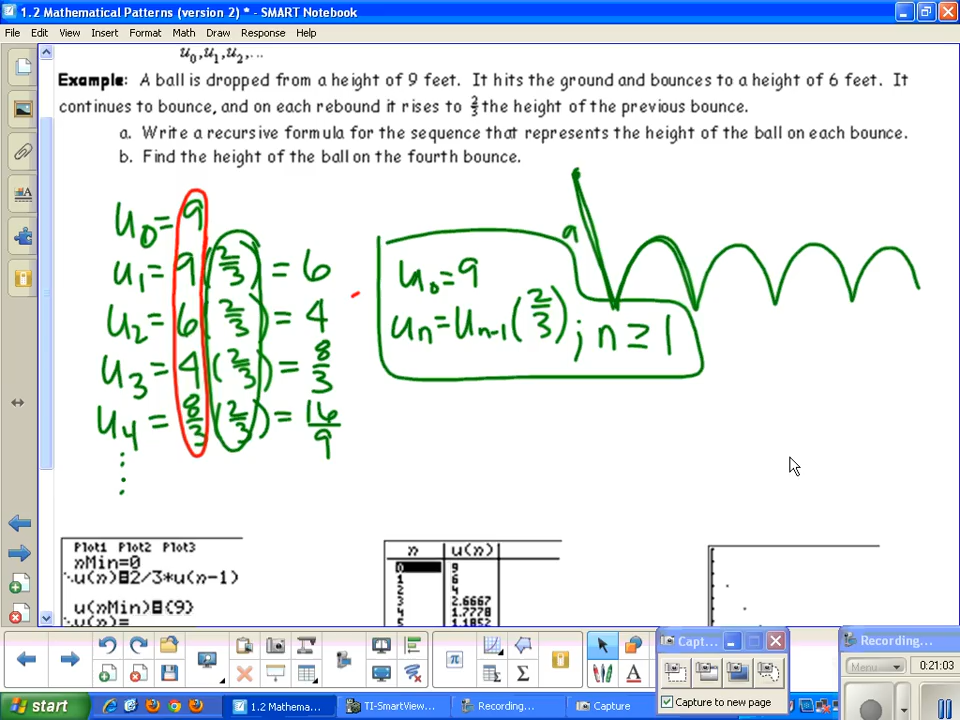 1.2 Mathematical Patterns (version 2) * - SMART Notebook
File Edit View Insert Format Math Draw Response Help
u₀,u₁,u₂,...
Example: A ball is dropped from a height of 9 feet. It hits the ground and bounces to a height of 6 feet. It
continues to bounce, and on each rebound it rises to 2/3 the height of the previous bounce.
a. Write a recursive formula for the sequence that represents the height of the ball on each bounce.
b. Find the height of the ball on the fourth bounce.
u₀ = 9
u₁ = 9 (2/3) = 6
u₂ = 6 (2/3) = 4
u₃ = 4 (2/3) = 8/3
u₄ = 8/3 (2/3) = 16/9
⋮
9
u₀ = 9
uₙ = uₙ₋₁ (2/3) ; n ≥ 1
Plot1 Plot2 Plot3
nMin=0
u(n)=2/3*u(n-1)
u(nMin)={9}
u(n)=
n u(n)
0 9
1 6
2 4
3 2.6667
4 1.7778
5 1.1852
Capt...
Capture to new page
Recording...
Menu
0:21:03
start
1.2 Mathema...
TI-SmartView...
Recording...
Capture